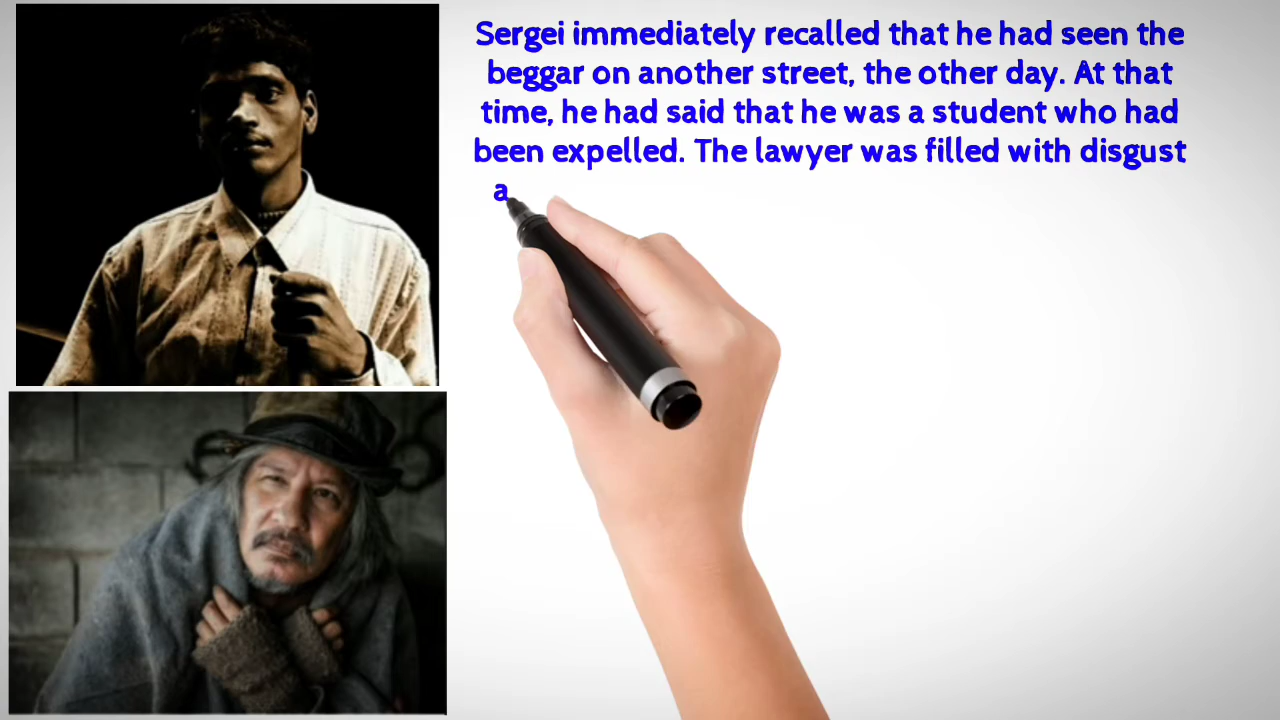 Sergei immediately recalled that he had seen the
beggar on another street, the other day. At that
time, he had said that he was a student who had
been expelled. The lawyer was filled with disgust
a